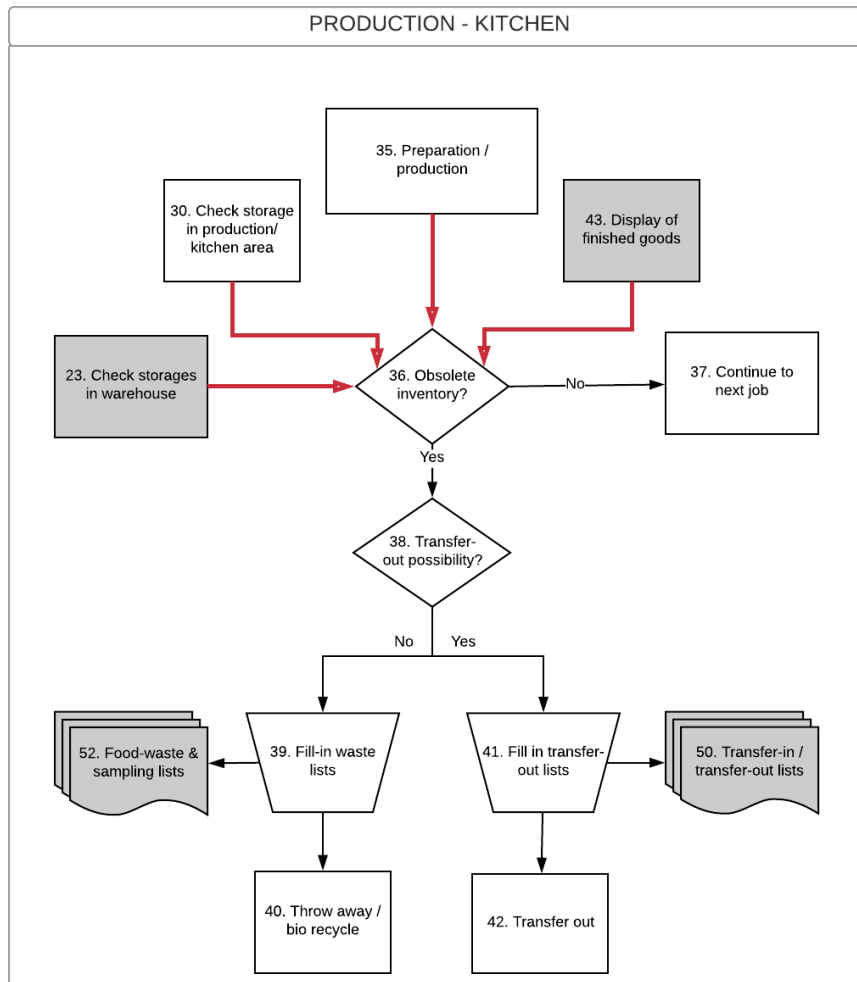 PRODUCTION - KITCHEN
35. Preparation /
production
30. Check storage
in production/
kitchen area
43. Display of
finished goods
23. Check storages
in warehouse
36. Obsolete
inventory?
No
37. Continue to
next job
Yes
38. Transfer-
out possibility?
No
Yes
52. Food-waste &
sampling lists
39. Fill-in waste
lists
41. Fill in transfer-
out lists
50. Transfer-in /
transfer-out lists
40. Throw away /
bio recycle
42. Transfer out